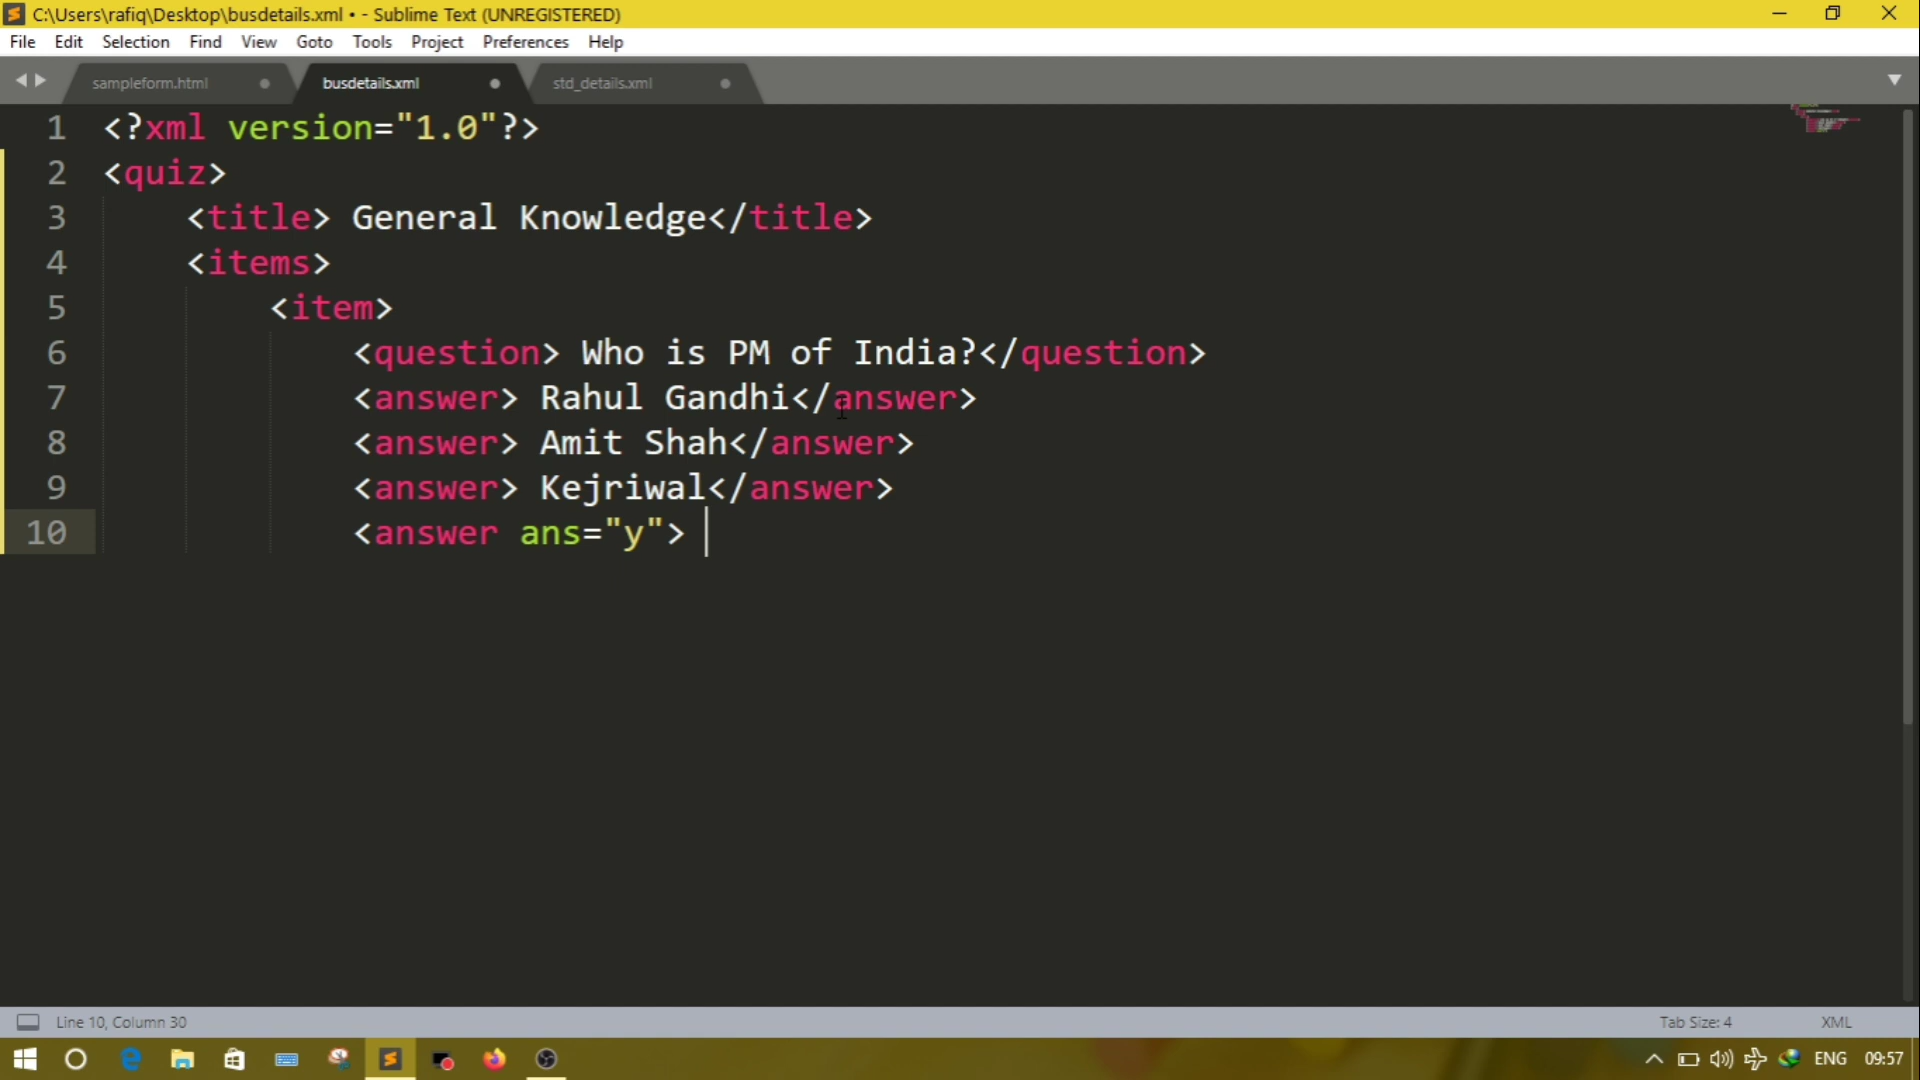 C:\Users\rafiq\Desktop\busdetails.xml • - Sublime Text (UNREGISTERED)
File Edit Selection Find View Goto Tools Project Preferences Help
sampleform.html busdetails.xml std_details.xml
1 <?xml version="1.0"?>
2 <quiz>
3 <title> General Knowledge</title>
4 <items>
5 <item>
6 <question> Who is PM of India?</question>
7 <answer> Rahul Gandhi</answer>
8 <answer> Amit Shah</answer>
9 <answer> Kejriwal</answer>
10 <answer ans="y">
Line 10, Column 30 Tab Size: 4 XML
ENG 09:57